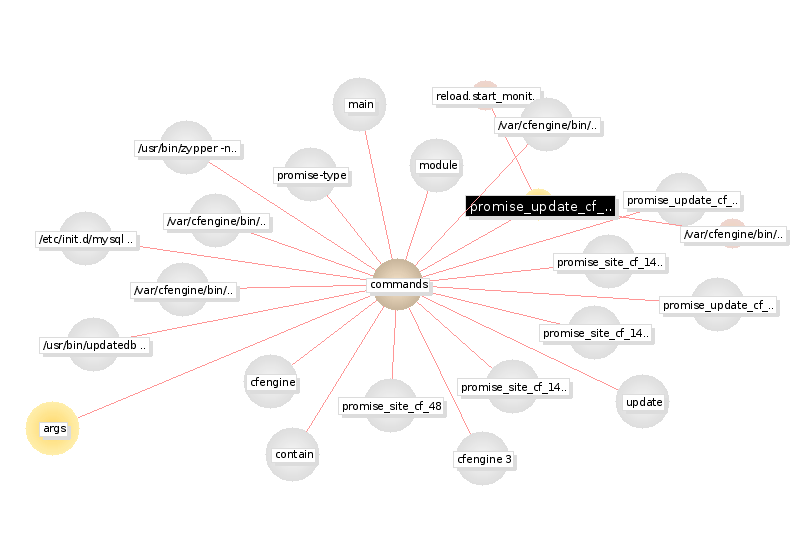 reload.start_monit.
main
/var/cfengine/bin/..
/usr/bin/zypper -n..
module
promise-type
promise_update_cf_..
promise_update_cf_..
/var/cfengine/bin/..
/var/cfengine/bin/..
/etc/init.d/mysql ..
promise_site_cf_14..
commands
/var/cfengine/bin/..
promise_update_cf_..
promise_site_cf_14..
/usr/bin/updatedb ..
cfengine
promise_site_cf_14..
update
promise_site_cf_48
args
contain
cfengine 3